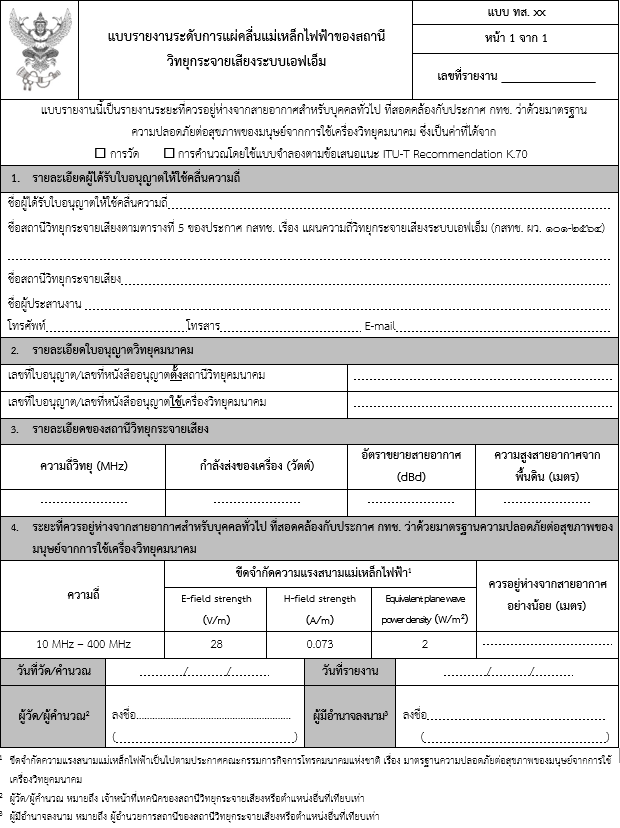 แบบรายงานระดับการแผ่คลื่นแม่เหล็กไฟฟ้าของสถานี
วิทยุกระจายเสียงระบบเอฟเอ็ม
แบบ ทส. xx
หน้า 1 จาก 1
เลขที่รายงาน
แบบรายงานนี้เป็นรายงานระยะที่ควรอยู่ห่างจากสายอากาศสำหรับบุคคลทั่วไป ที่สอดคล้องกับประกาศ กทช. ว่าด้วยมาตรฐาน
ความปลอดภัยต่อสุขภาพของมนุษย์จากการใช้เครื่องวิทยุคมนาคม ซึ่งเป็นค่าที่ได้จาก
☐ การวัด ☐ การคำนวณโดยใช้แบบจำลองตามข้อเสนอแนะ ITU-T Recommendation K.70
1. รายละเอียดผู้ได้รับใบอนุญาตให้ใช้คลื่นความถี่
ชื่อผู้ได้รับใบอนุญาตให้ใช้คลื่นความถี่
ชื่อสถานีวิทยุกระจายเสียงตามตารางที่ 5 ของประกาศ กสทช. เรื่อง แผนความถี่วิทยุกระจายเสียงระบบเอฟเอ็ม (กสทช. ผว. ๑๐๑-๒๕๖๔)
ชื่อสถานีวิทยุกระจายเสียง
ชื่อผู้ประสานงาน
โทรศัพท์ โทรสาร E-mail
2. รายละเอียดใบอนุญาตวิทยุคมนาคม
เลขที่ใบอนุญาต/เลขที่หนังสืออนุญาตตั้งสถานีวิทยุคมนาคม
เลขที่ใบอนุญาต/เลขที่หนังสืออนุญาตใช้เครื่องวิทยุคมนาคม
3. รายละเอียดของสถานีวิทยุกระจายเสียง
ความถี่วิทยุ (MHz) กำลังส่งของเครื่อง (วัตต์) อัตราขยายสายอากาศ (dBd) ความสูงสายอากาศจากพื้นดิน (เมตร)
4. ระยะที่ควรอยู่ห่างจากสายอากาศสำหรับบุคคลทั่วไป ที่สอดคล้องกับประกาศ กทช. ว่าด้วยมาตรฐานความปลอดภัยต่อสุขภาพของ
มนุษย์จากการใช้เครื่องวิทยุคมนาคม
ความถี่
ขีดจำกัดความแรงสนามแม่เหล็กไฟฟ้า¹
E-field strength (V/m) H-field strength (A/m) Equivalent plane wave power density (W/m²)
ควรอยู่ห่างจากสายอากาศ
อย่างน้อย (เมตร)
10 MHz – 400 MHz 28 0.073 2
วันที่วัด/คำนวณ / / วันที่รายงาน / /
ผู้วัด/ผู้คำนวณ² ลงชื่อ ( ) ผู้มีอำนาจลงนาม³ ลงชื่อ ( )
¹ ขีดจำกัดความแรงสนามแม่เหล็กไฟฟ้าเป็นไปตามประกาศคณะกรรมการกิจการโทรคมนาคมแห่งชาติ เรื่อง มาตรฐานความปลอดภัยต่อสุขภาพของมนุษย์จากการใช้
เครื่องวิทยุคมนาคม
² ผู้วัด/ผู้คำนวณ หมายถึง เจ้าหน้าที่เทคนิคของสถานีวิทยุกระจายเสียงหรือตำแหน่งอื่นที่เทียบเท่า
³ ผู้มีอำนาจลงนาม หมายถึง ผู้อำนวยการสถานีของสถานีวิทยุกระจายเสียงหรือตำแหน่งอื่นที่เทียบเท่า